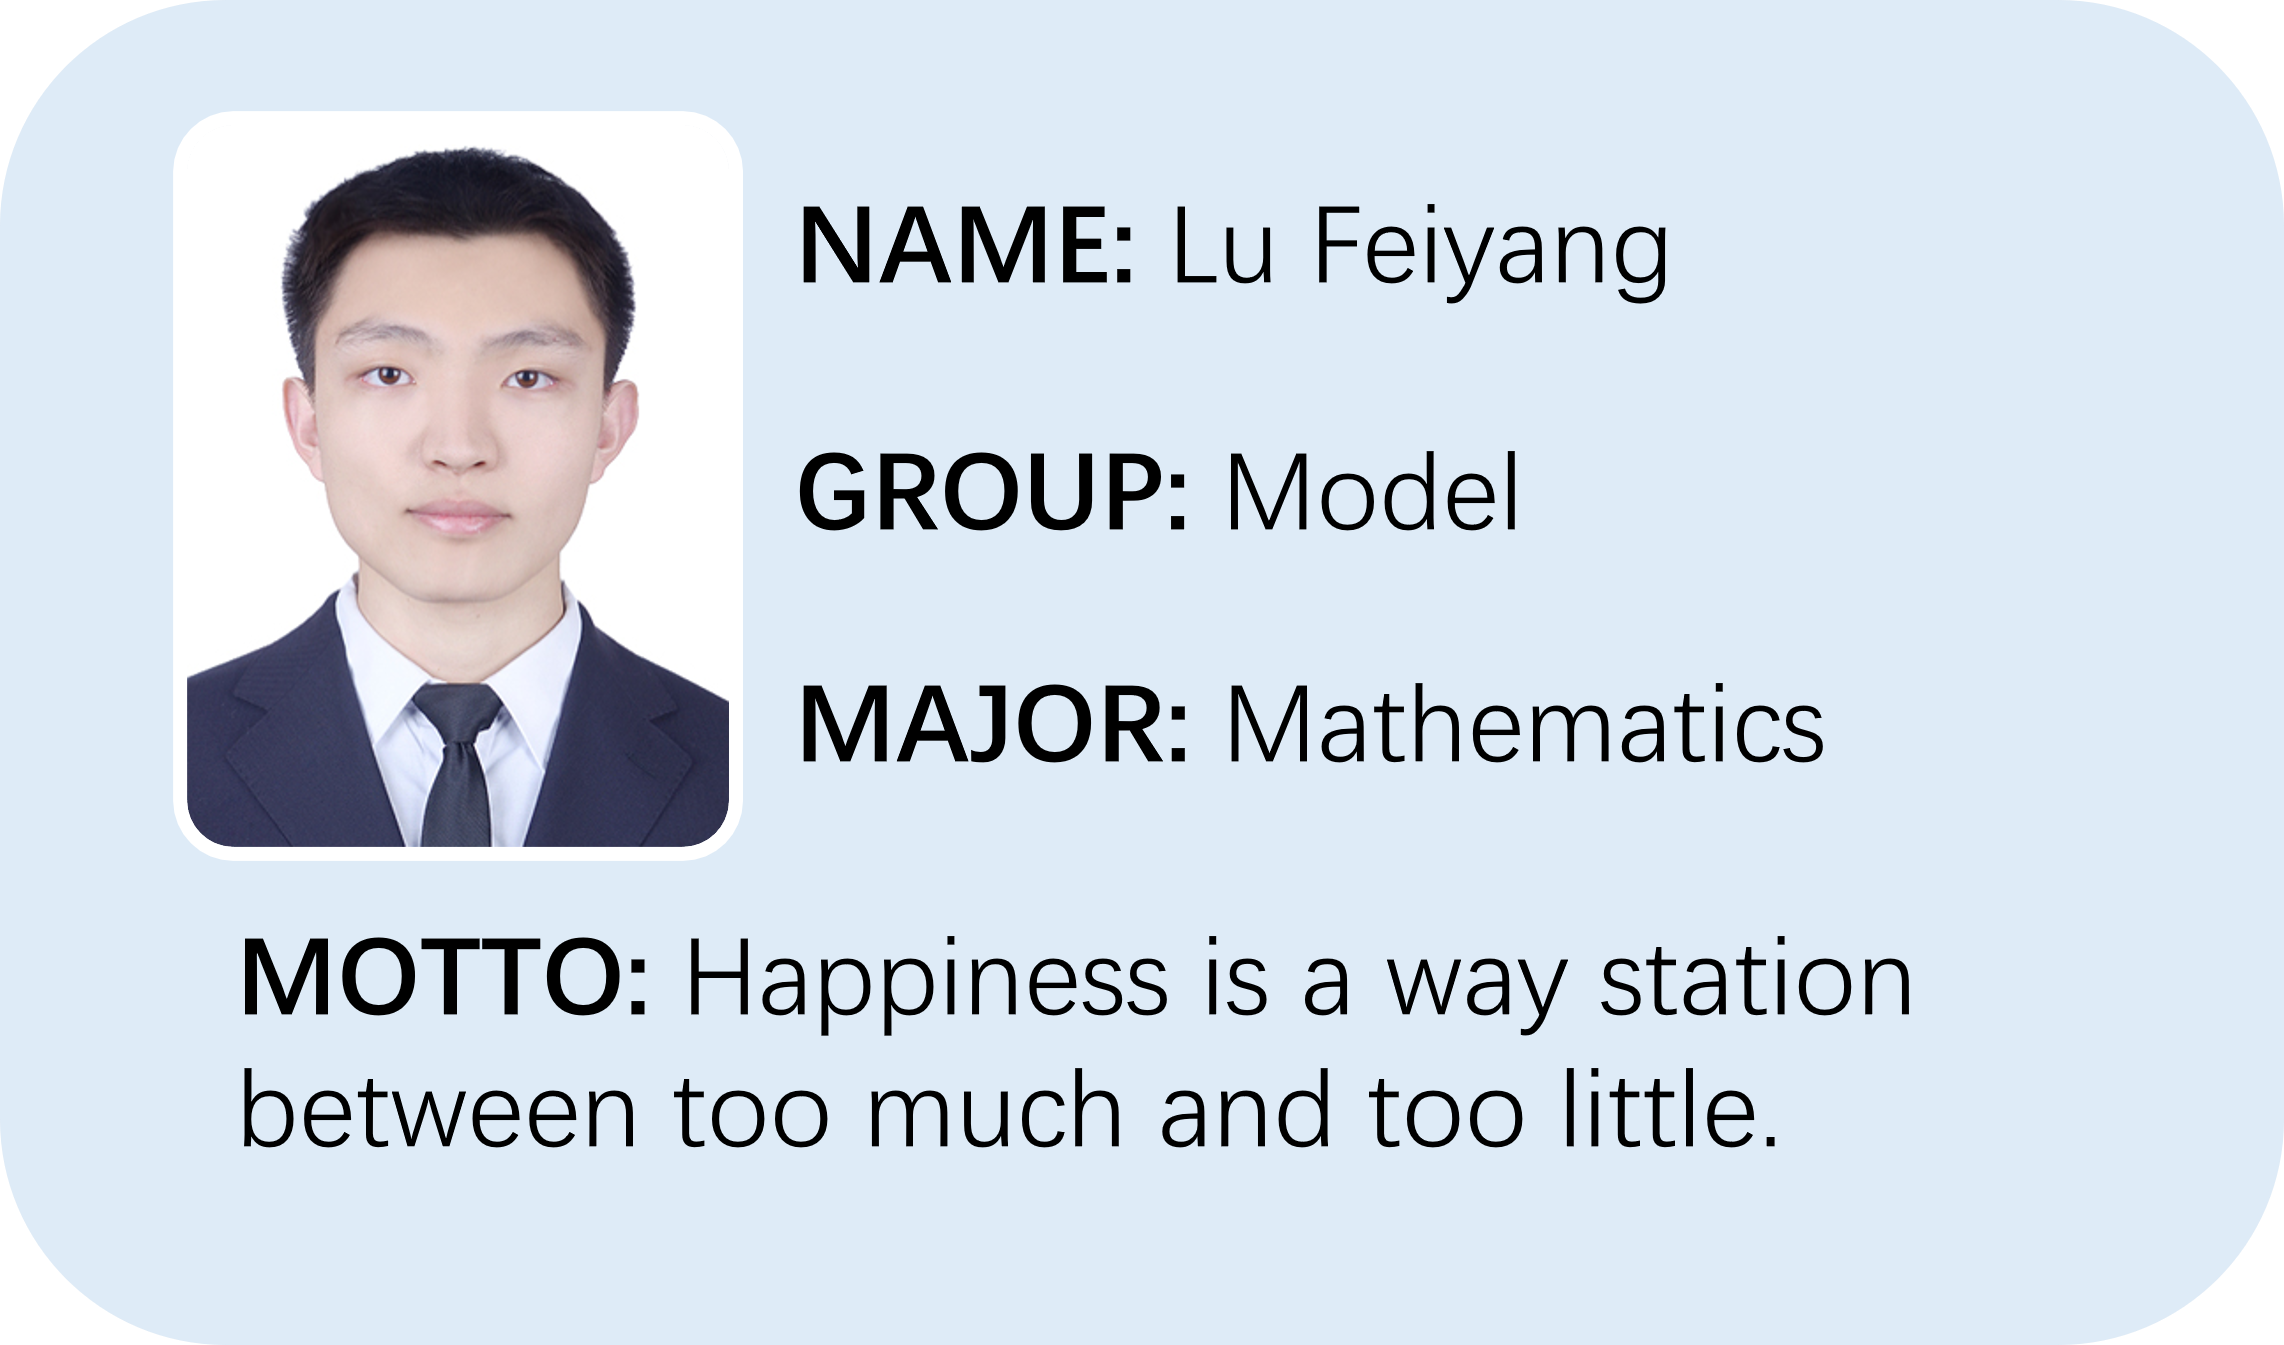 NAME: Lu Feiyang
GROUP: Model
MAJOR: Mathematics
MOTTO: Happiness is a way station
between too much and too little.